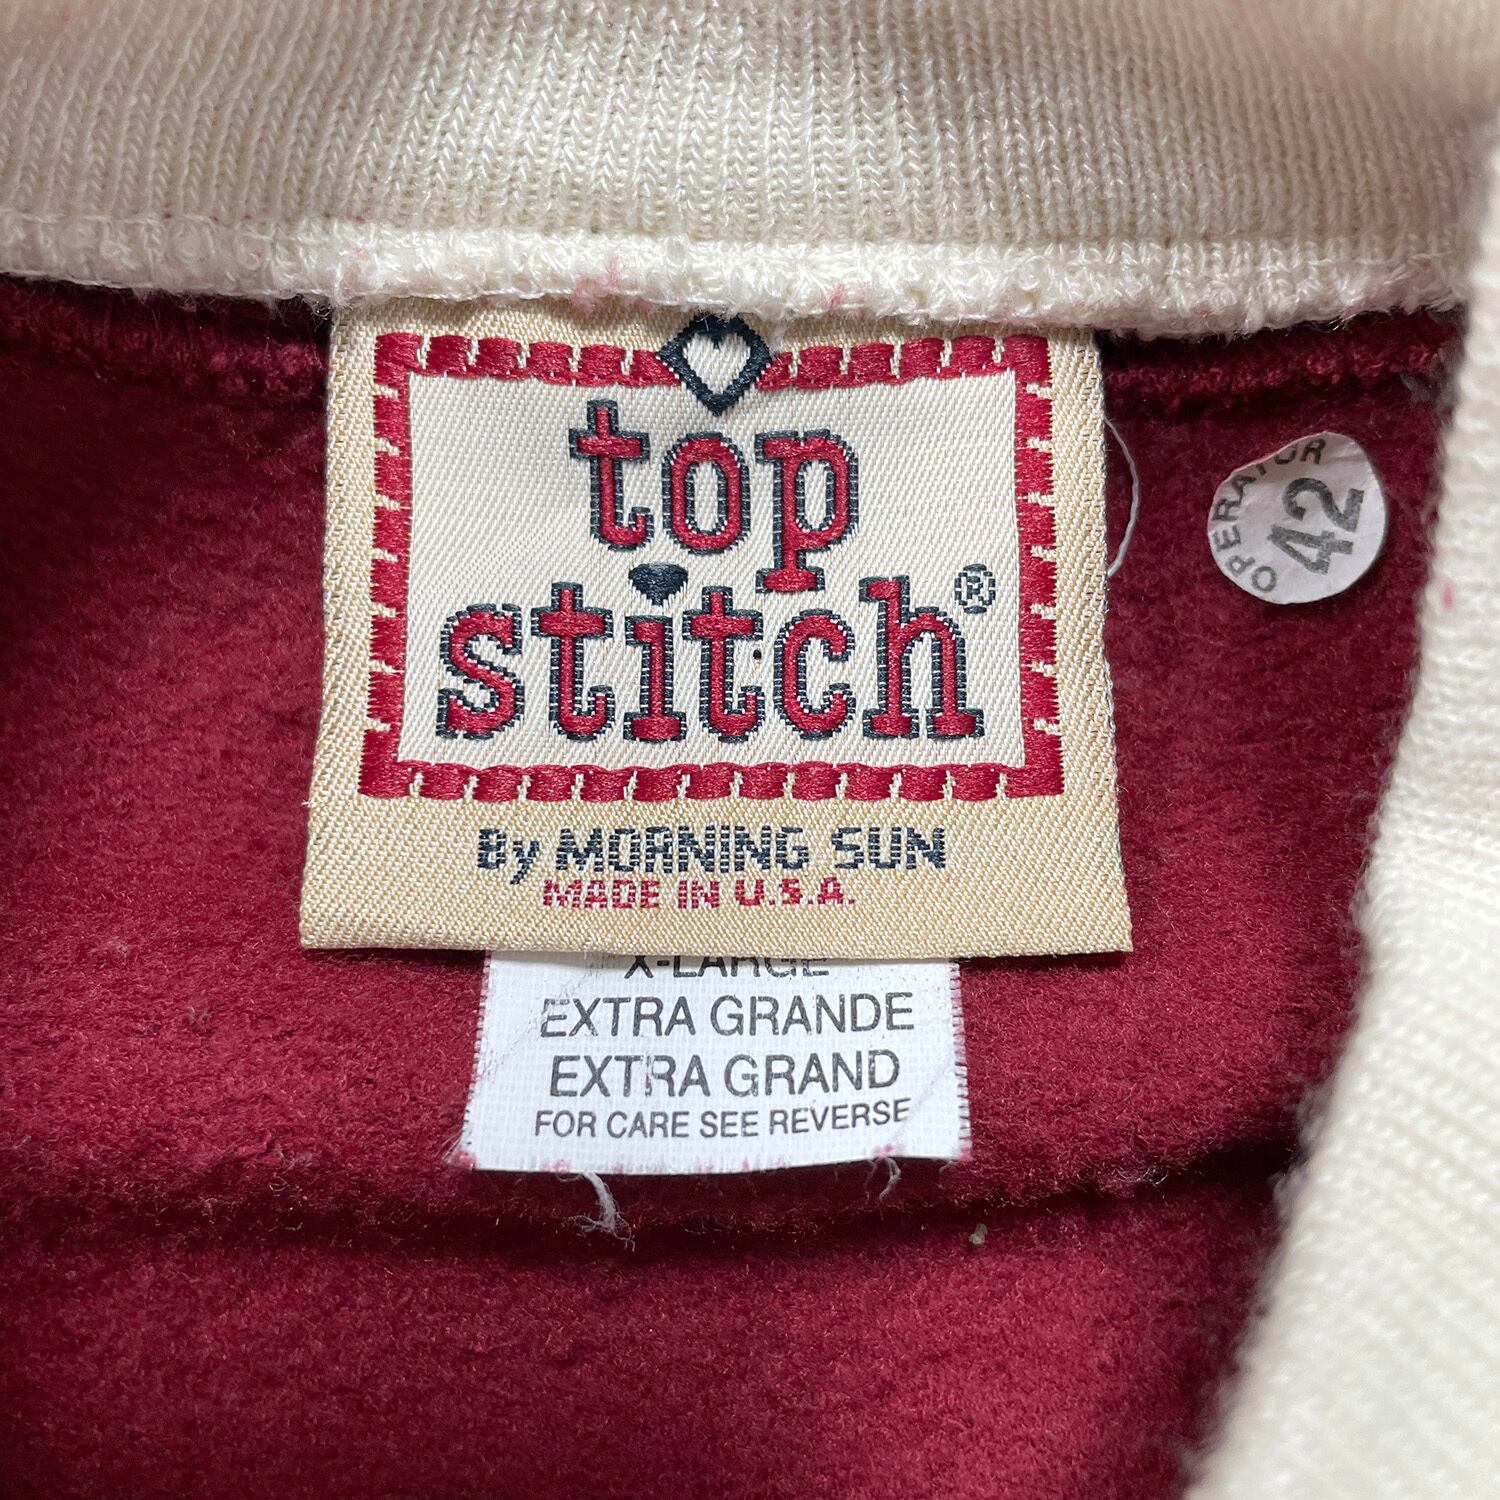 top
stitch®
By MORNING SUN
MADE IN U.S.A.
X-LARGE
EXTRA GRANDE
EXTRA GRAND
FOR CARE SEE REVERSE
OPERATOR
42